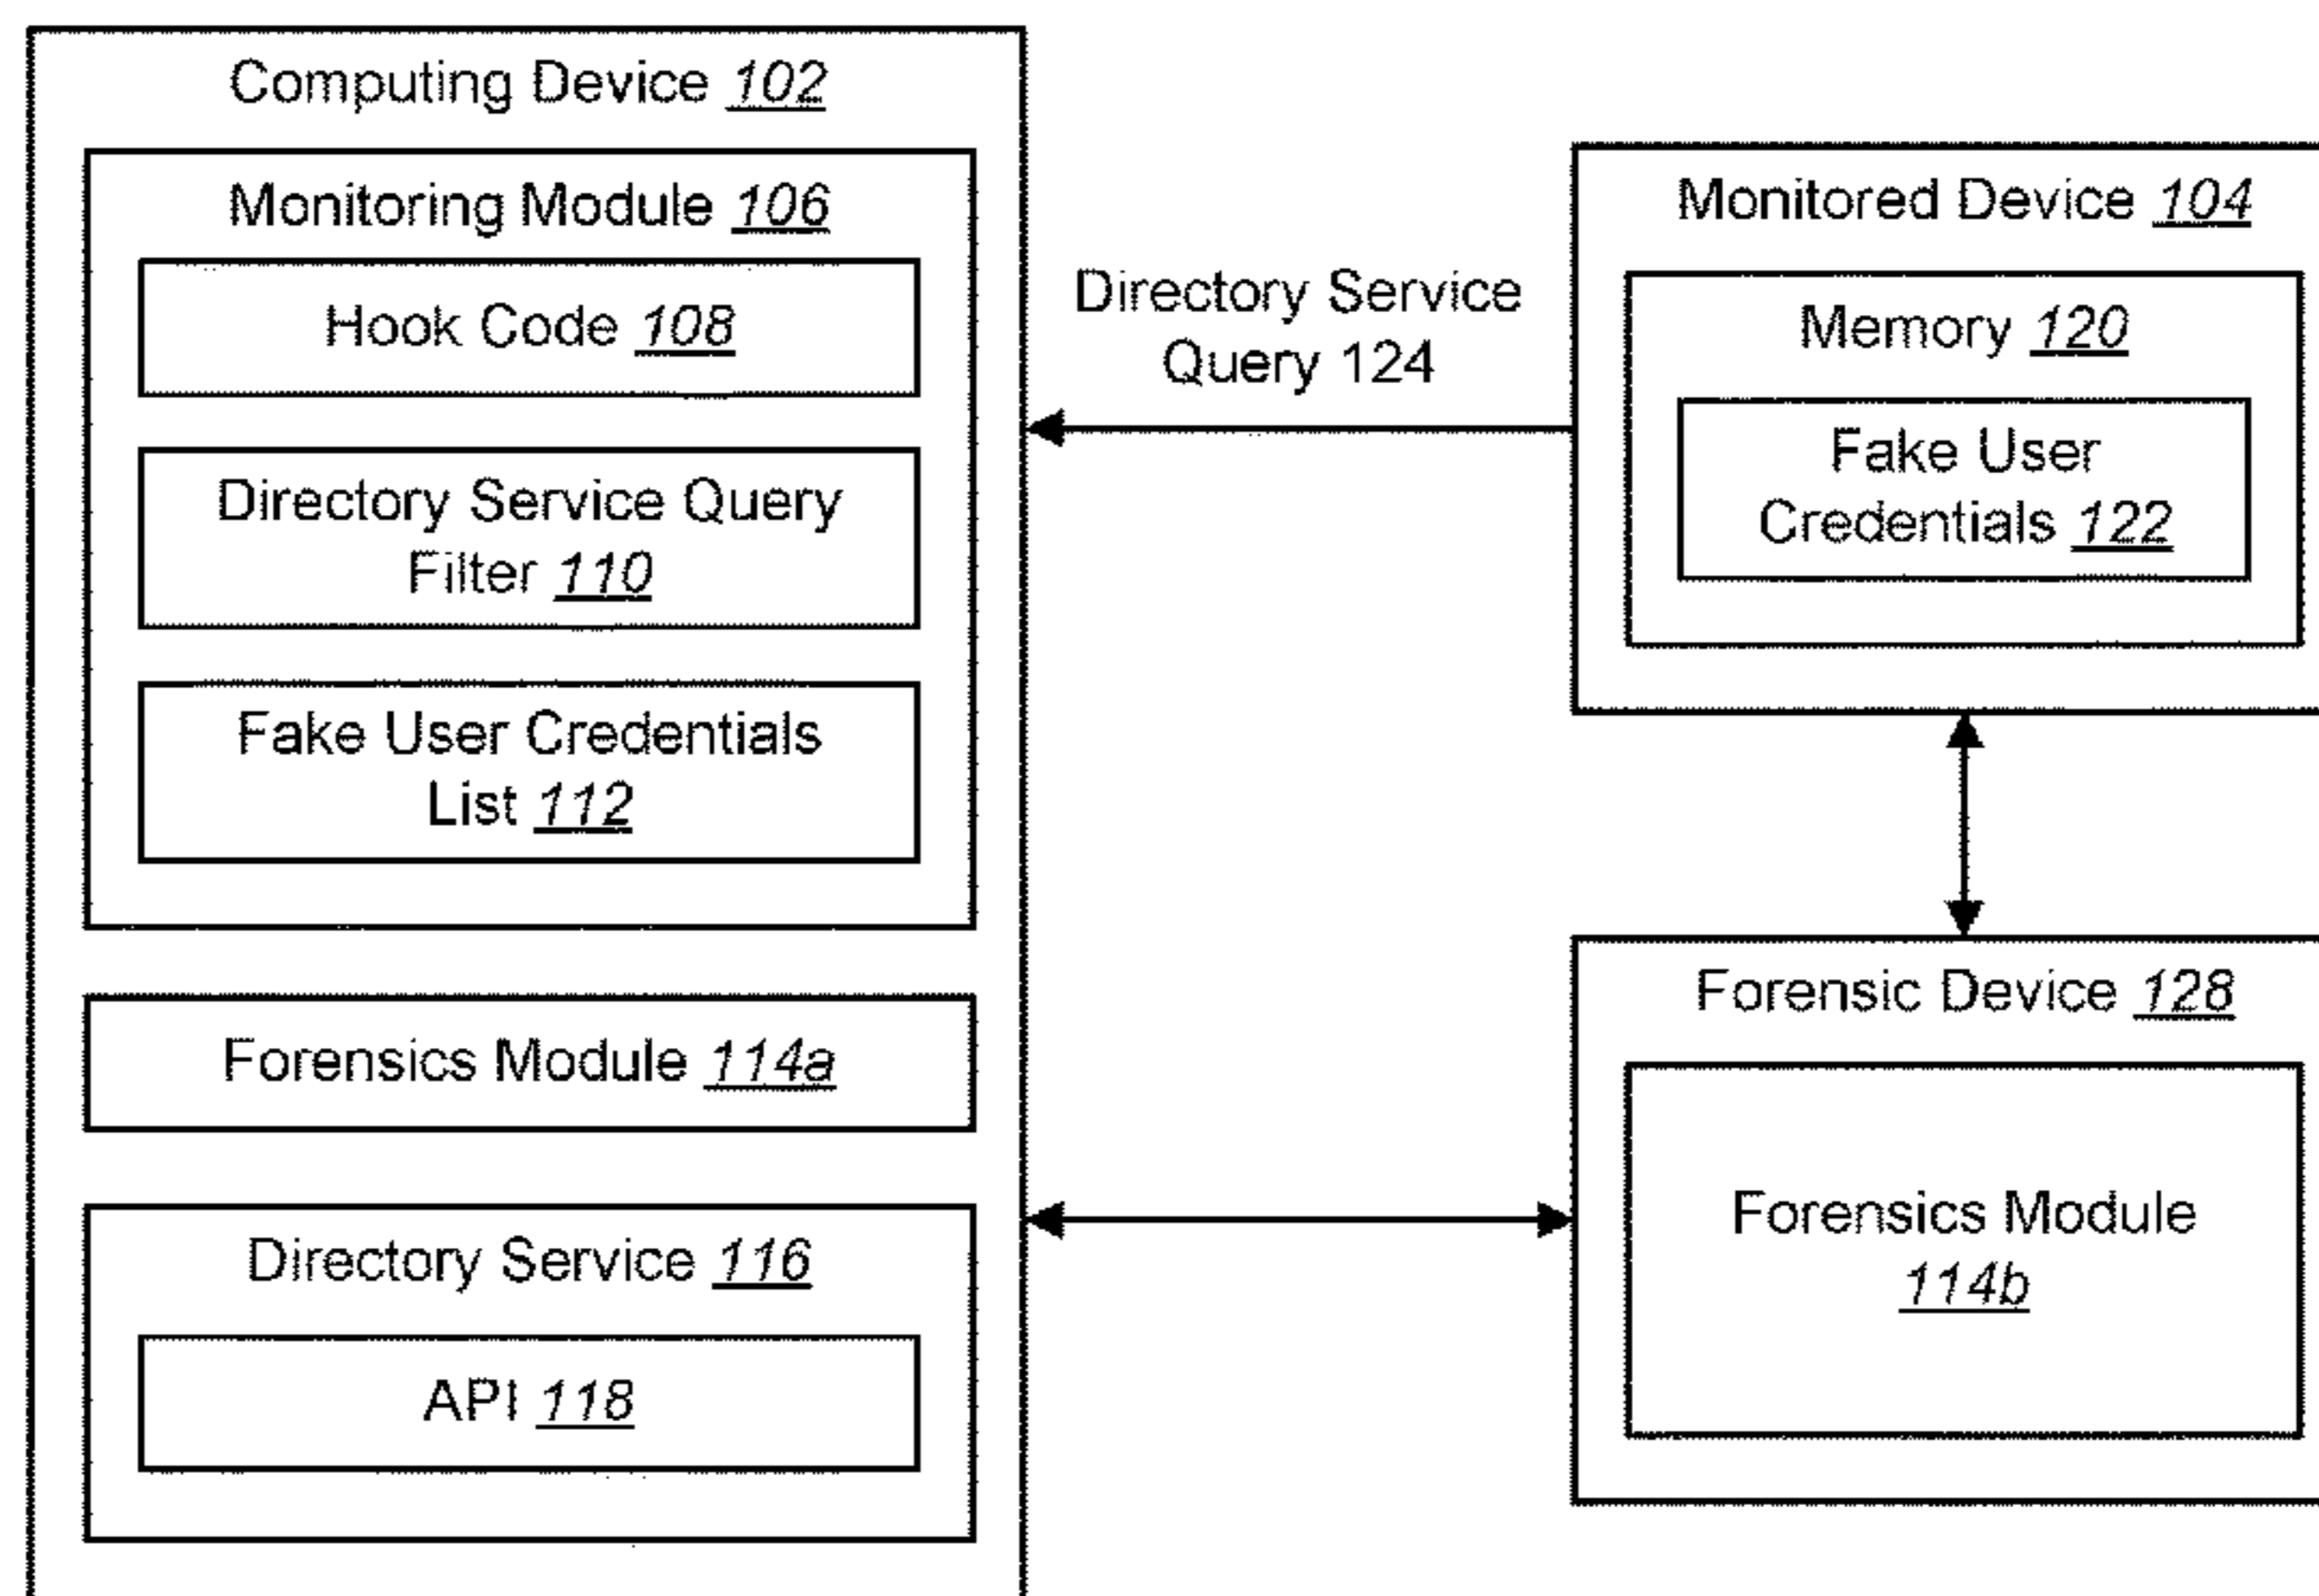 Computing Device 102
Monitoring Module 106
Hook Code 108
Directory Service Query
Filter 110
Fake User Credentials
List 112
Forensics Module 114a
Directory Service 116
API 118
Directory Service
Query 124
Monitored Device 104
Memory 120
Fake User
Credentials 122
Forensic Device 128
Forensics Module
114b